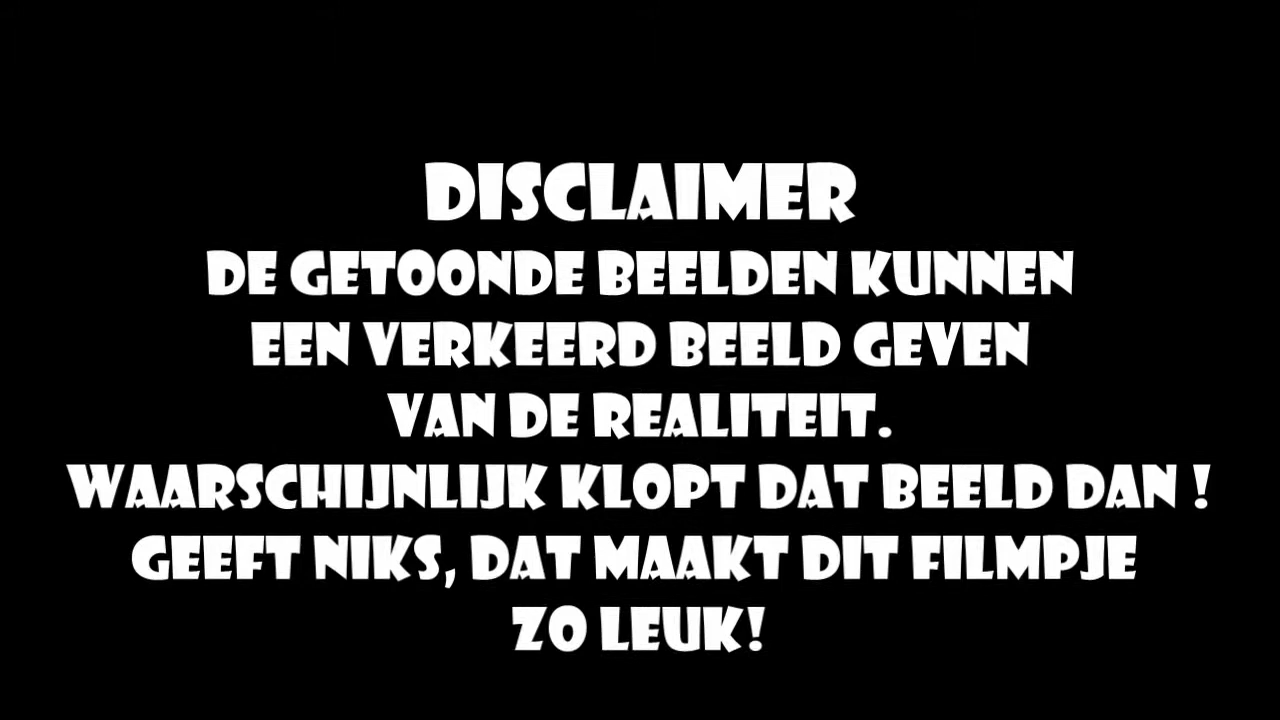 DISCLAIMER
DE GETOONDE BEELDEN KUNNEN
EEN VERKEERD BEELD GEVEN
VAN DE REALITEIT.
WAARSCHIJNLIJK KLOPT DAT BEELD DAN !
GEEFT NIKS, DAT MAAKT DIT FILMPJE
ZO LEUK!